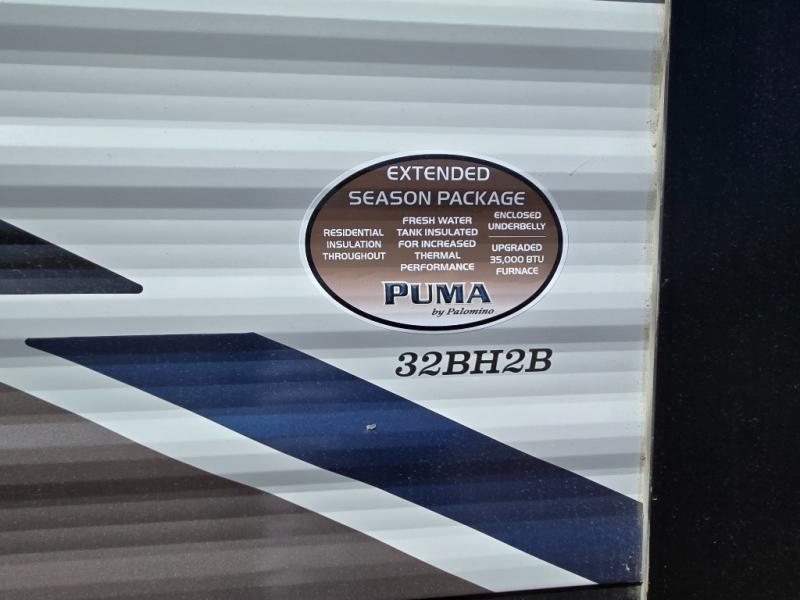 EXTENDED
SEASON PACKAGE
RESIDENTIAL
INSULATION
THROUGHOUT
FRESH WATER
TANK INSULATED
FOR INCREASED
THERMAL
PERFORMANCE
ENCLOSED
UNDERBELLY
UPGRADED
35,000 BTU
FURNACE
PUMA
by Palomino
32BH2B